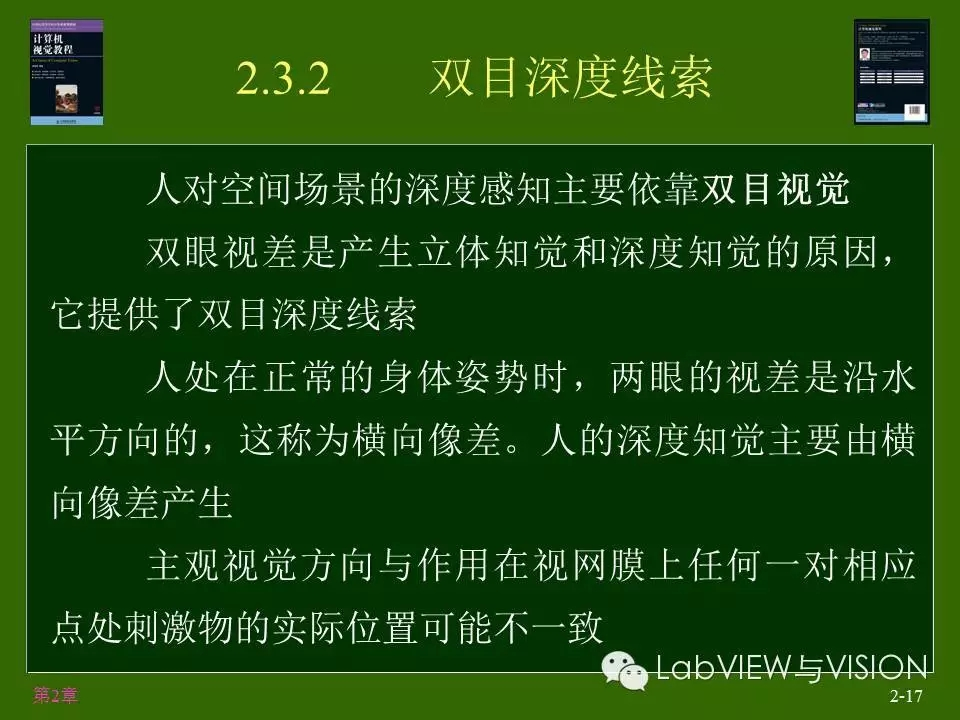 计算机
视觉教程
2.3.2 双目深度线索
人对空间场景的深度感知主要依靠双目视觉
双眼视差是产生立体知觉和深度知觉的原因，
它提供了双目深度线索
人处在正常的身体姿势时，两眼的视差是沿水
平方向的，这称为横向像差。人的深度知觉主要由横
向像差产生
主观视觉方向与作用在视网膜上任何一对相应
点处刺激物的实际位置可能不一致
LabVIEW与VISION
第2章
2-17